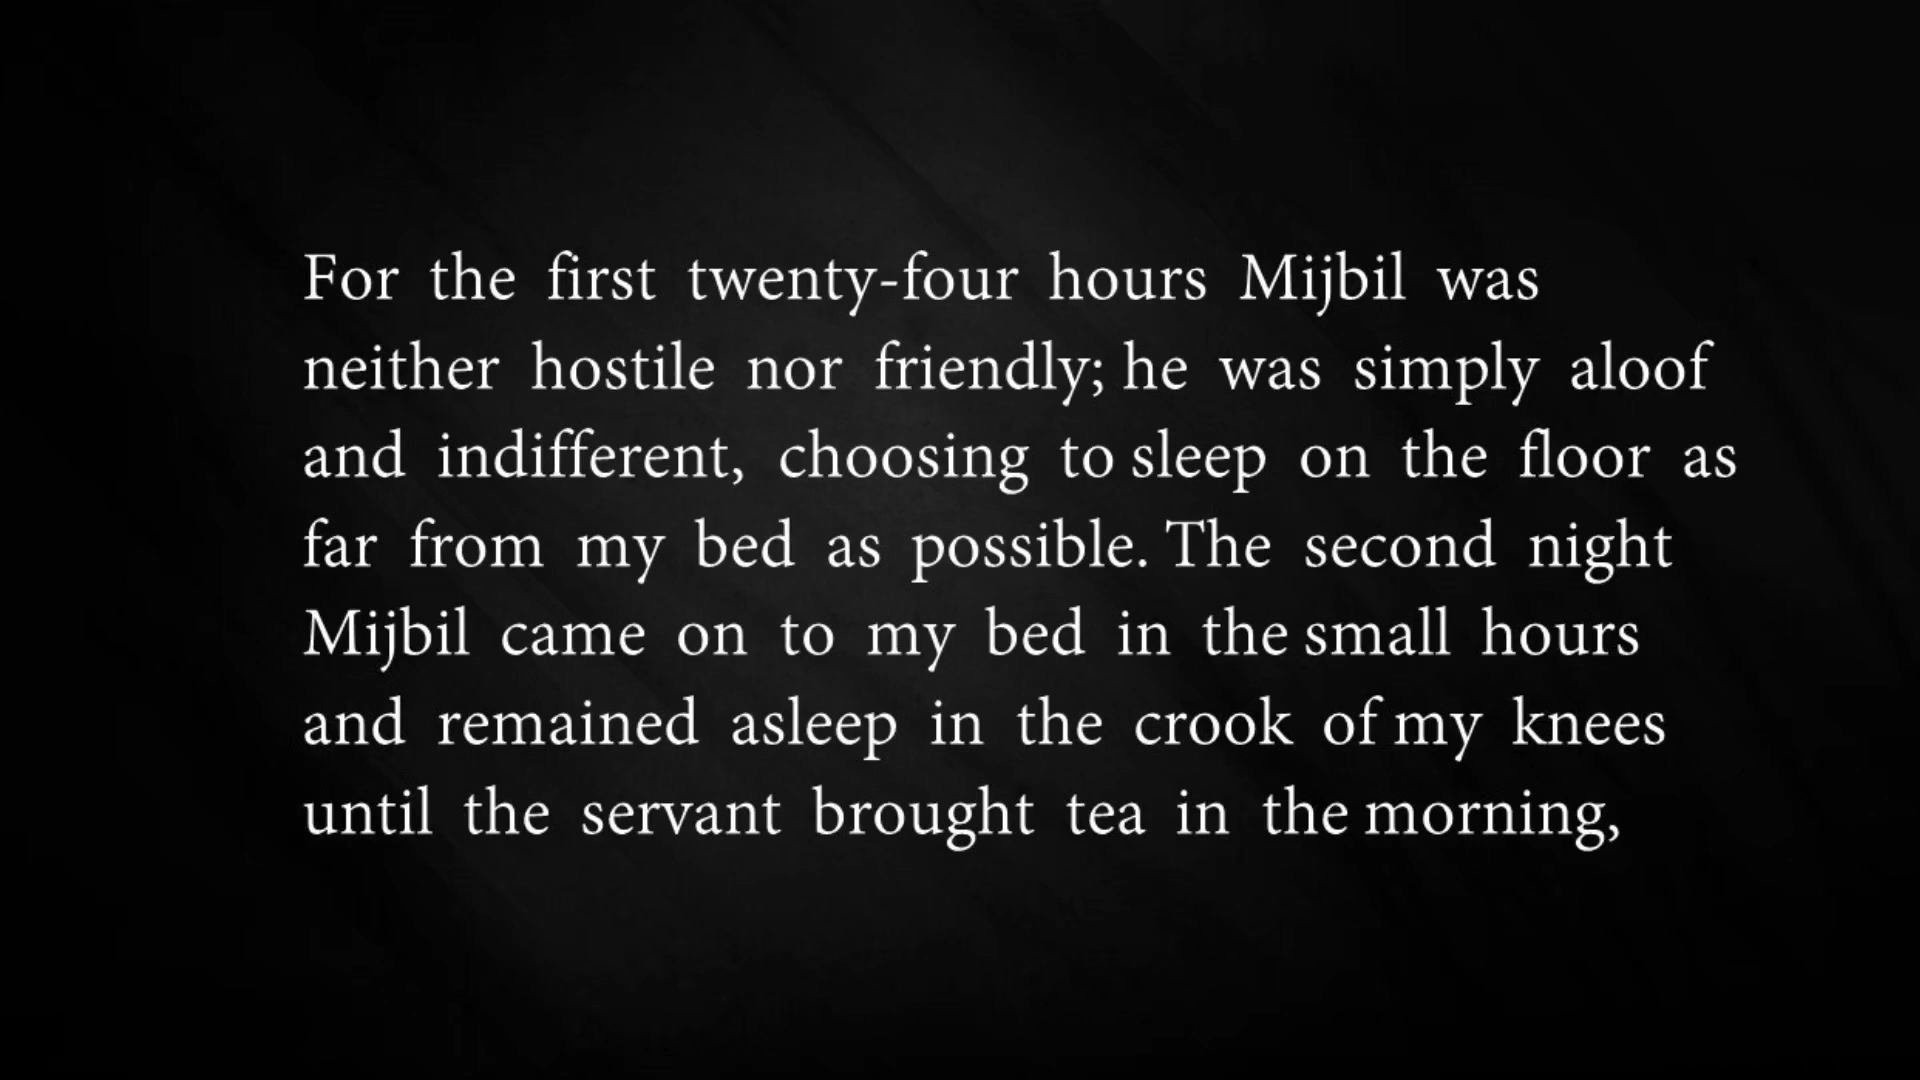 For the first twenty-four hours Mijbil was
neither hostile nor friendly; he was simply aloof
and indifferent, choosing to sleep on the floor as
far from my bed as possible. The second night
Mijbil came on to my bed in the small hours
and remained asleep in the crook of my knees
until the servant brought tea in the morning,